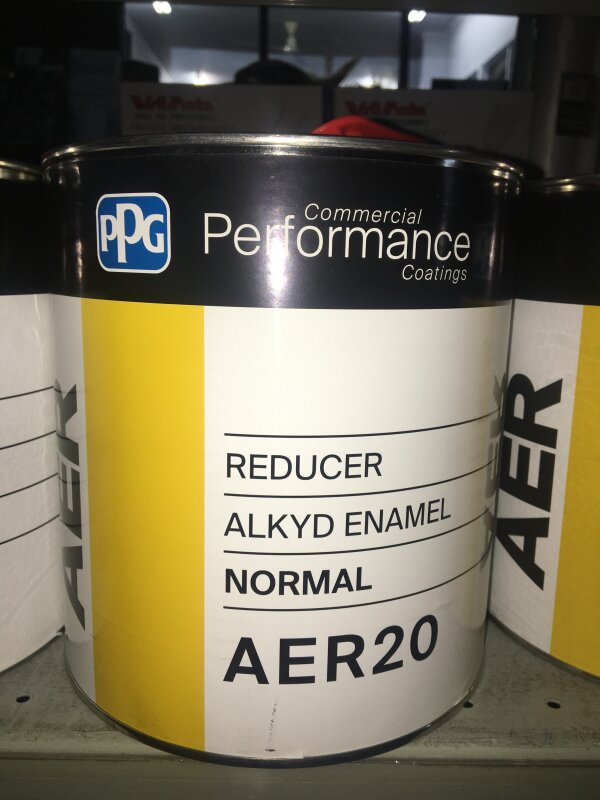 PPG
Commercial
Performance
Coatings
REDUCER
ALKYD ENAMEL
NORMAL
AER20
AER
AER